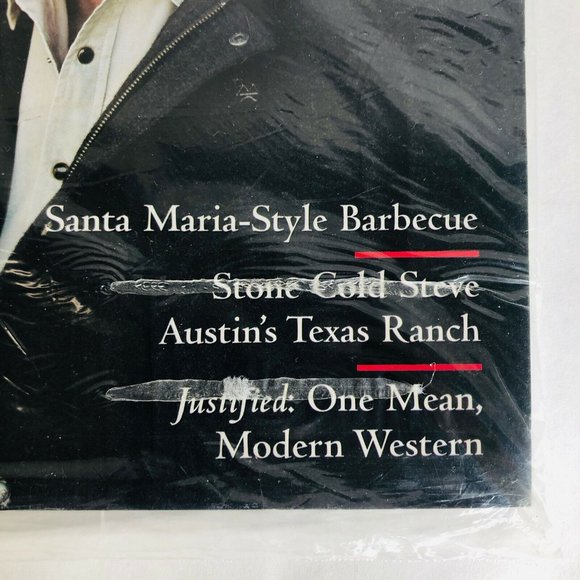 Santa Maria-Style Barbecue
Stone Cold Steve
Austin's Texas Ranch
Justified: One Mean,
Modern Western